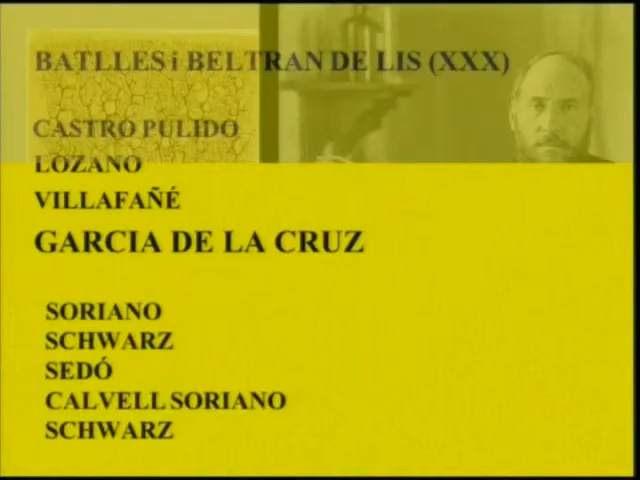 BATLLES i BELTRAN DE LIS (XXX)
CASTRO PULIDO
LOZANO
VILLAFAÑÉ
GARCIA DE LA CRUZ
SORIANO
SCHWARZ
SEDÓ
CALVELL SORIANO
SCHWARZ